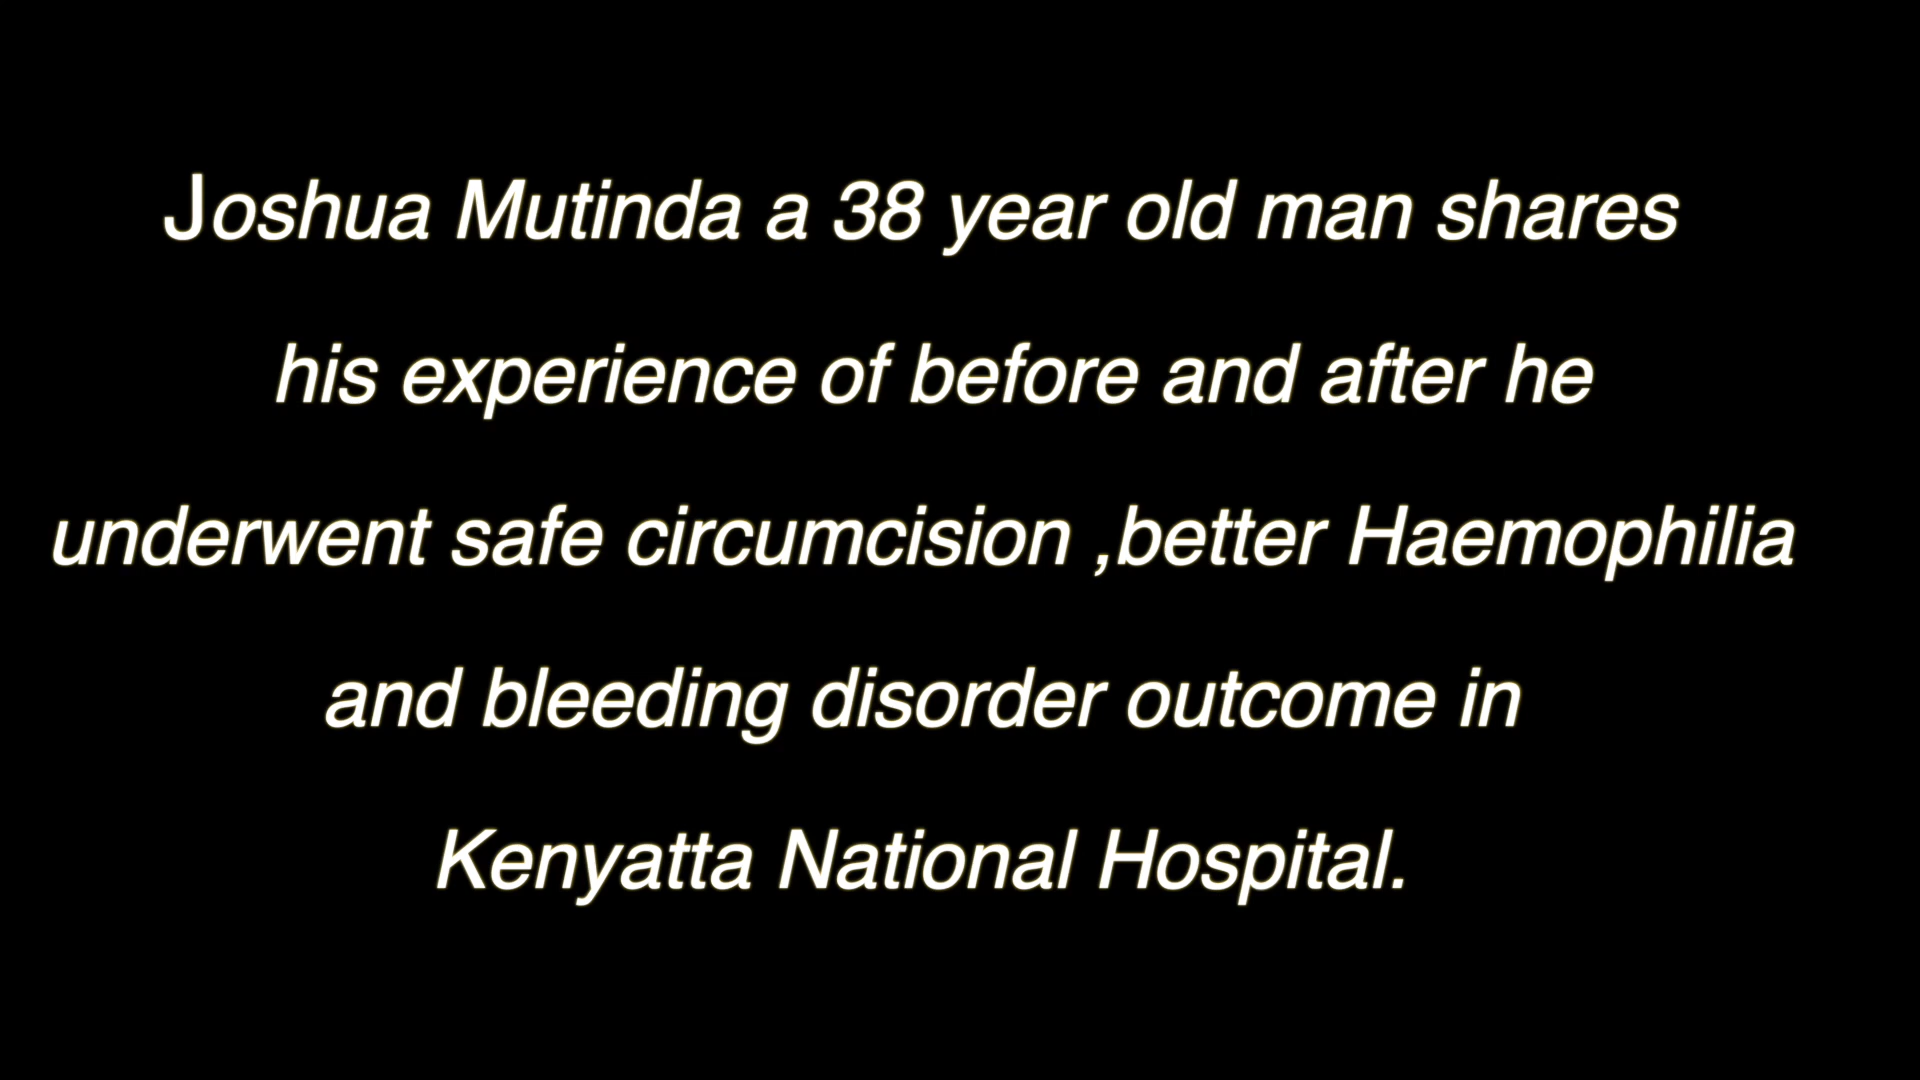 Joshua Mutinda a 38 year old man shares
his experience of before and after he
underwent safe circumcision ,better Haemophilia
and bleeding disorder outcome in
Kenyatta National Hospital.